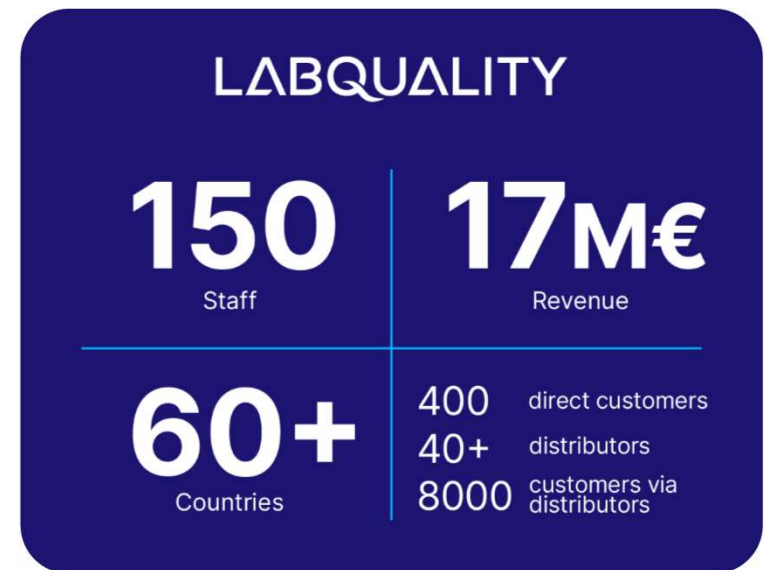 LABQUALITY
150
Staff
17M€
Revenue
60+
Countries
400 direct customers
40+ distributors
8000 customers via
distributors